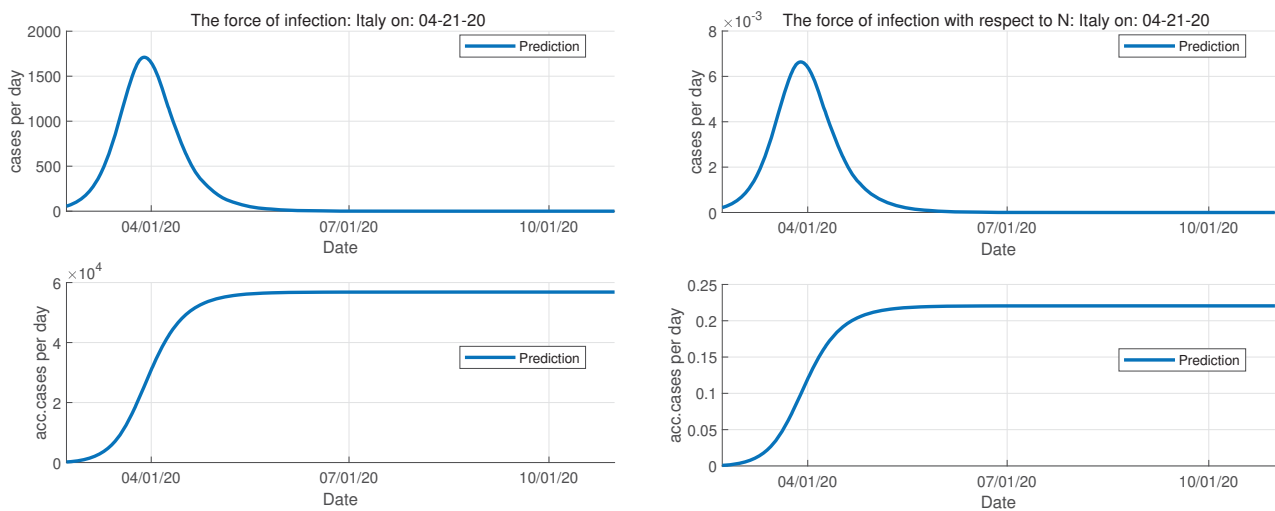 The force of infection: Italy on: 04-21-20
2000
1500
1000
500
0
cases per day
Prediction
04/01/20
07/01/20
10/01/20
Date
×10⁴
6
4
2
0
acc.cases per day
Prediction
04/01/20
07/01/20
10/01/20
Date
The force of infection with respect to N: Italy on: 04-21-20
×10⁻³
8
6
4
2
0
cases per day
Prediction
04/01/20
07/01/20
10/01/20
Date
0.25
0.2
0.15
0.1
0.05
0
acc.cases per day
Prediction
04/01/20
07/01/20
10/01/20
Date